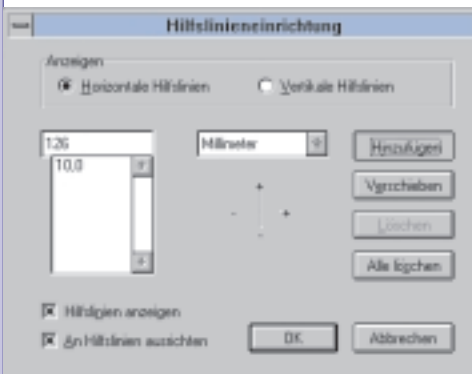 Hilfslinieneinrichtung
Anzeigen
Horizontale Hilfslinien
Vertikale Hilfslinien
126
Millimeter
Hinzufügen
10,0
Verschieben
Löschen
Alle löschen
Hilfslinien anzeigen
An Hilfslinien ausrichten
OK
Abbrechen